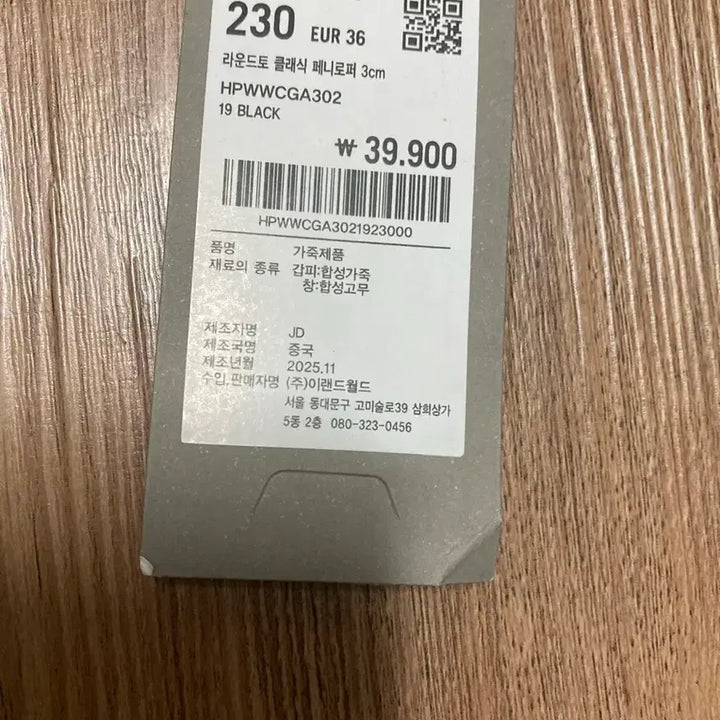 230 EUR 36
라운드토 클래식 페니로퍼 3cm
HPWWCGA302
19 BLACK
₩ 39.900
HPWWCGA3021923000
품명 가죽제품
재료의 종류 갑피:합성가죽
창:합성고무
제조자명 JD
제조국명 중국
제조년월 2025.11
수입,판매자명 (주)이랜드월드
서울 동대문구 고미술로39 삼희상가
5동 2층 080-323-0456